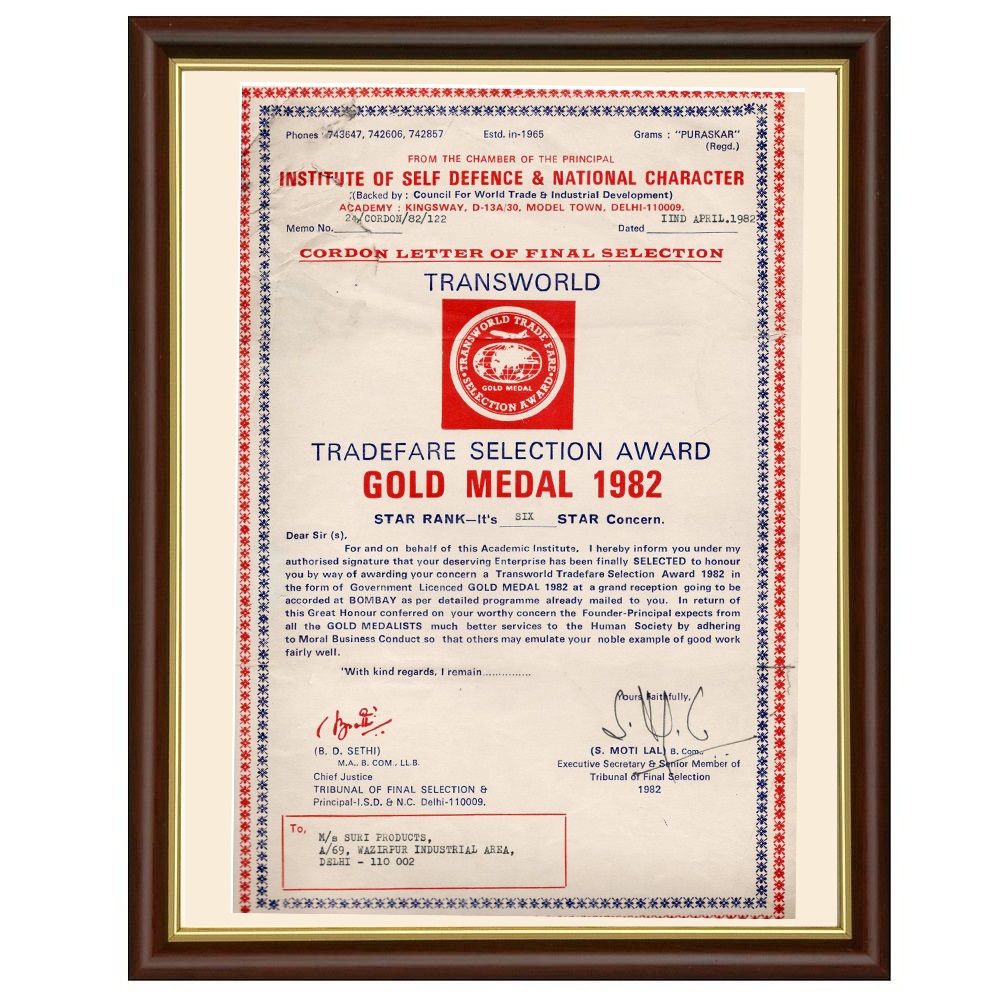 Phones : 743647, 742606, 742857 Estd. in-1965 Grams : "PURASKAR"
(Regd.)
FROM THE CHAMBER OF THE PRINCIPAL
INSTITUTE OF SELF DEFENCE & NATIONAL CHARACTER
(Backed by : Council For World Trade & Industrial Development)
ACADEMY : KINGSWAY, D-13A/30, MODEL TOWN, DELHI-110009.
Memo No. 24/CORDON/82/122 Dated IIND APRIL.1982
CORDON LETTER OF FINAL SELECTION
TRANSWORLD
TRANSWORLD TRADE FARE
GOLD MEDAL
SELECTION AWARD
TRADEFARE SELECTION AWARD
GOLD MEDAL 1982
STAR RANK—It's SIX STAR Concern.
Dear Sir (s),
For and on behalf of this Academic Institute, I hereby inform you under my
authorised signature that your deserving Enterprise has been finally SELECTED to honour
you by way of awarding your concern a Transworld Tradefare Selection Award 1982 in
the form of Government Licenced GOLD MEDAL 1982 at a grand reception going to be
accorded at BOMBAY as per detailed programme already mailed to you. In return of
this Great Honour conferred on your worthy concern the Founder-Principal expects from
all the GOLD MEDALISTS much better services to the Human Society by adhering
to Moral Business Conduct so that others may emulate your noble example of good work
fairly well.
'With kind regards, I remain..............
Yours faithfully,
(B. D. SETHI)
M.A., B. COM., LL.B.
Chief Justice
TRIBUNAL OF FINAL SELECTION &
Principal-I.S.D. & N.C. Delhi-110009.
(S. MOTI LAL) B. Com.,
Executive Secretary & Senior Member of
Tribunal of Final Selection
1982
To,
M/s SURI PRODUCTS,
A/69, WAZIRPUR INDUSTRIAL AREA,
DELHI - 110 002